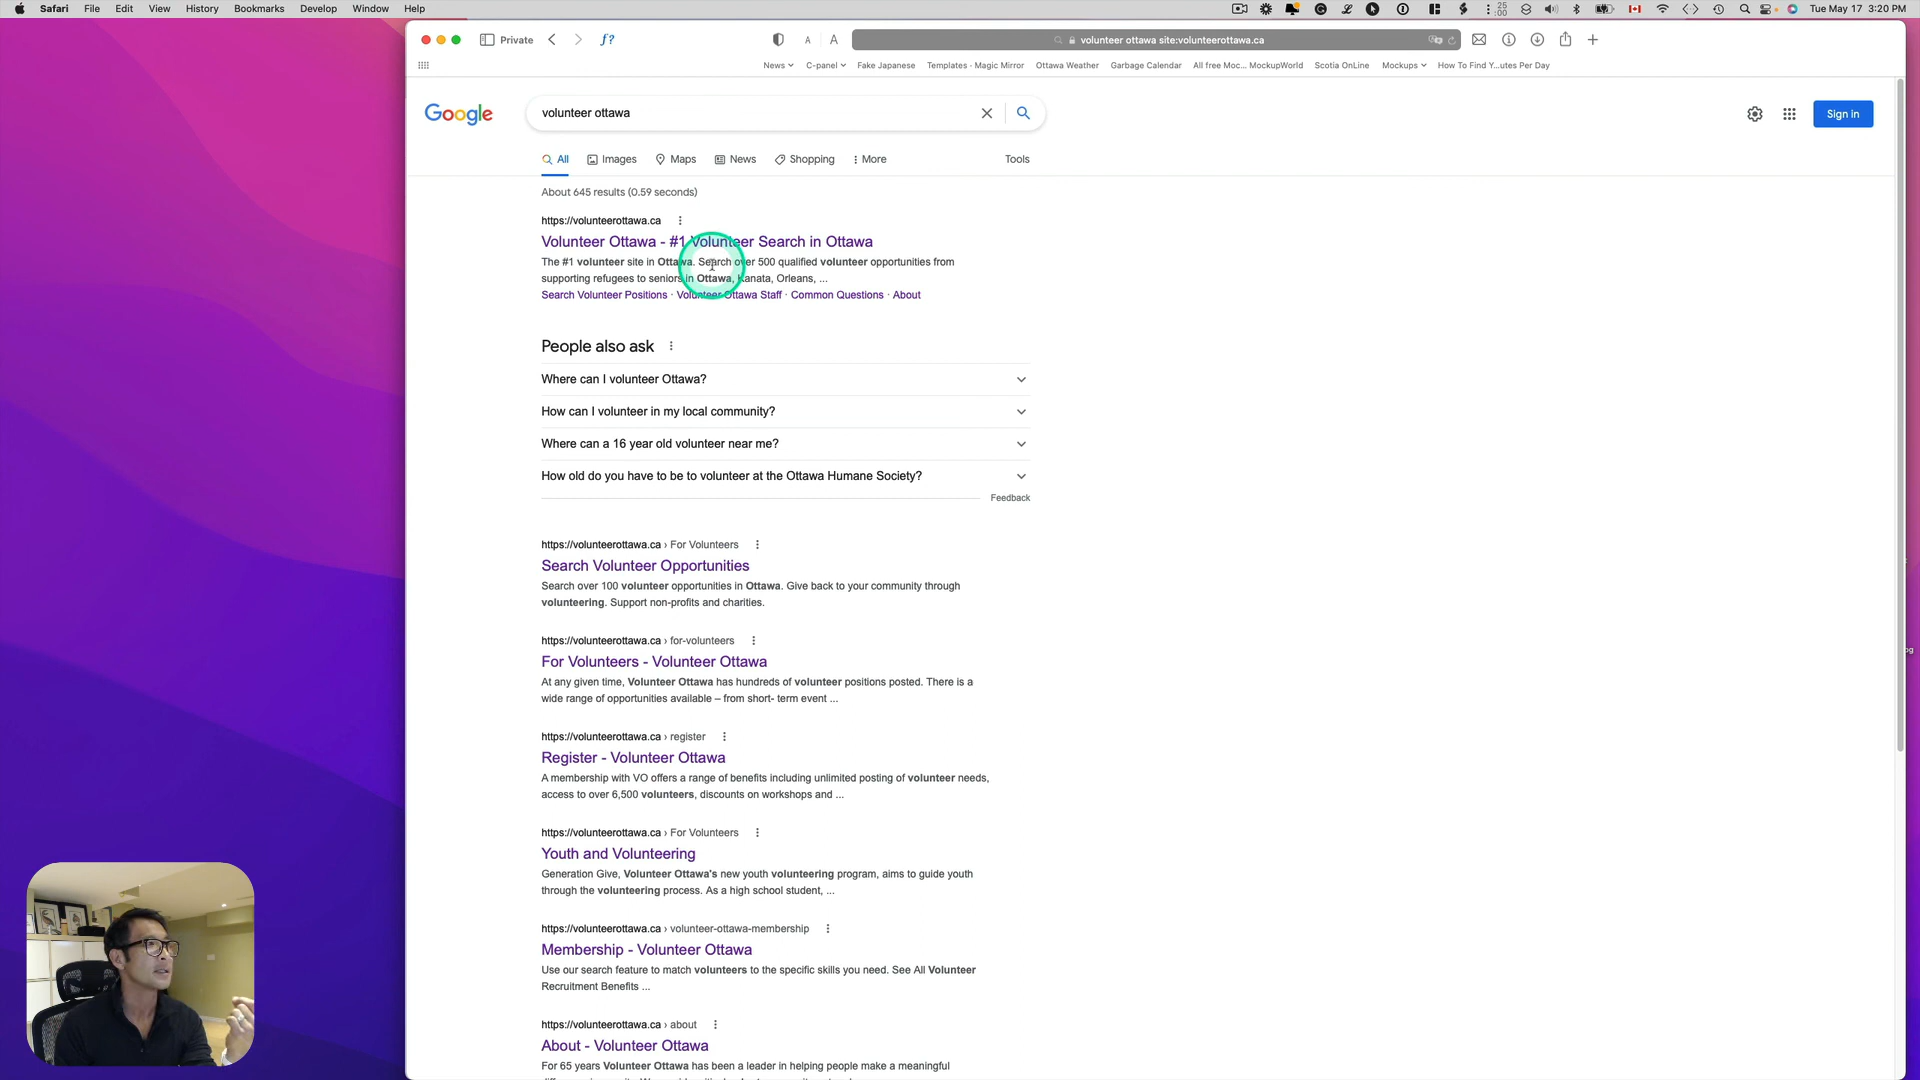 Safari File Edit View History Bookmarks Develop Window Help
25
:00
Tue May 17 3:20 PM
Private
A A
volunteer ottawa site:volunteerottawa.ca
News C-panel Fake Japanese Templates - Magic Mirror Ottawa Weather Garbage Calendar All free Moc... MockupWorld Scotia OnLine Mockups How To Find Y...utes Per Day
Google
volunteer ottawa
Sign in
All Images Maps News Shopping More Tools
About 645 results (0.59 seconds)
https://volunteerottawa.ca
Volunteer Ottawa - #1 Volunteer Search in Ottawa
The #1 volunteer site in Ottawa. Search over 500 qualified volunteer opportunities from
supporting refugees to seniors in Ottawa, Kanata, Orleans, ...
Search Volunteer Positions · Volunteer Ottawa Staff · Common Questions · About
People also ask
Where can I volunteer Ottawa?
How can I volunteer in my local community?
Where can a 16 year old volunteer near me?
How old do you have to be to volunteer at the Ottawa Humane Society?
Feedback
https://volunteerottawa.ca › For Volunteers
Search Volunteer Opportunities
Search over 100 volunteer opportunities in Ottawa. Give back to your community through
volunteering. Support non-profits and charities.
https://volunteerottawa.ca › for-volunteers
For Volunteers - Volunteer Ottawa
At any given time, Volunteer Ottawa has hundreds of volunteer positions posted. There is a
wide range of opportunities available – from short- term event ...
https://volunteerottawa.ca › register
Register - Volunteer Ottawa
A membership with VO offers a range of benefits including unlimited posting of volunteer needs,
access to over 6,500 volunteers, discounts on workshops and ...
https://volunteerottawa.ca › For Volunteers
Youth and Volunteering
Generation Give, Volunteer Ottawa's new youth volunteering program, aims to guide youth
through the volunteering process. As a high school student, ...
https://volunteerottawa.ca › volunteer-ottawa-membership
Membership - Volunteer Ottawa
Use our search feature to match volunteers to the specific skills you need. See All Volunteer
Recruitment Benefits ...
https://volunteerottawa.ca › about
About - Volunteer Ottawa
For 65 years Volunteer Ottawa has been a leader in helping people make a meaningful